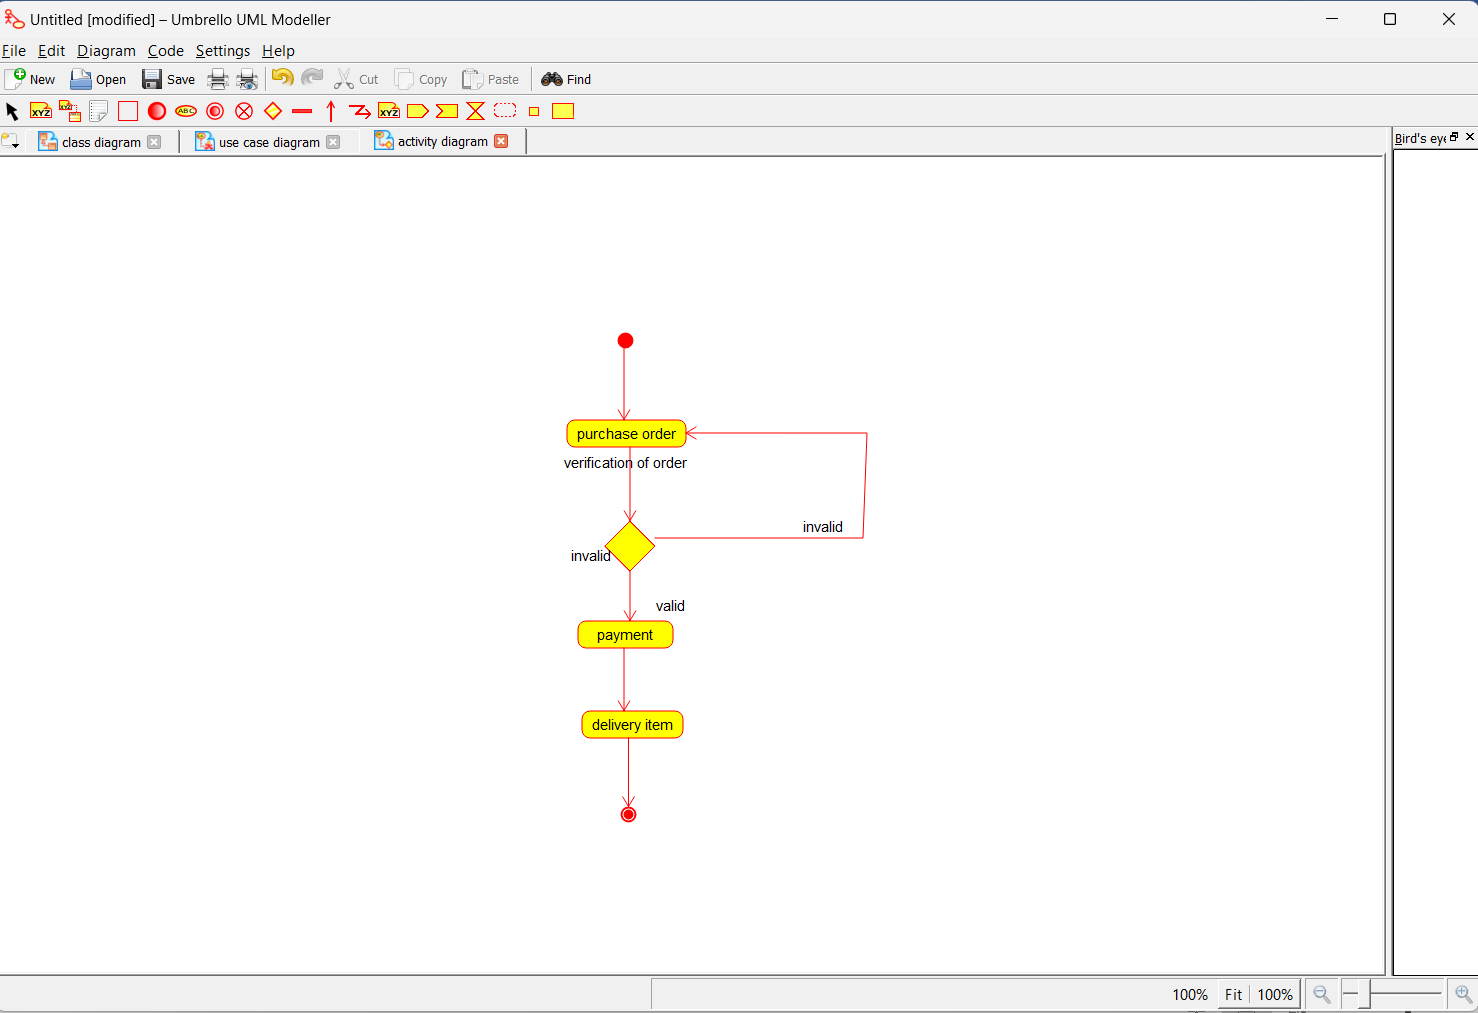 Untitled [modified] – Umbrello UML Modeller
File Edit Diagram Code Settings Help
New Open Save Cut Copy Paste Find
XYZ XYZ ABC XYZ
class diagram use case diagram activity diagram
Bird's eye
purchase order
verification of order
invalid
invalid
valid
payment
delivery item
100% Fit 100%